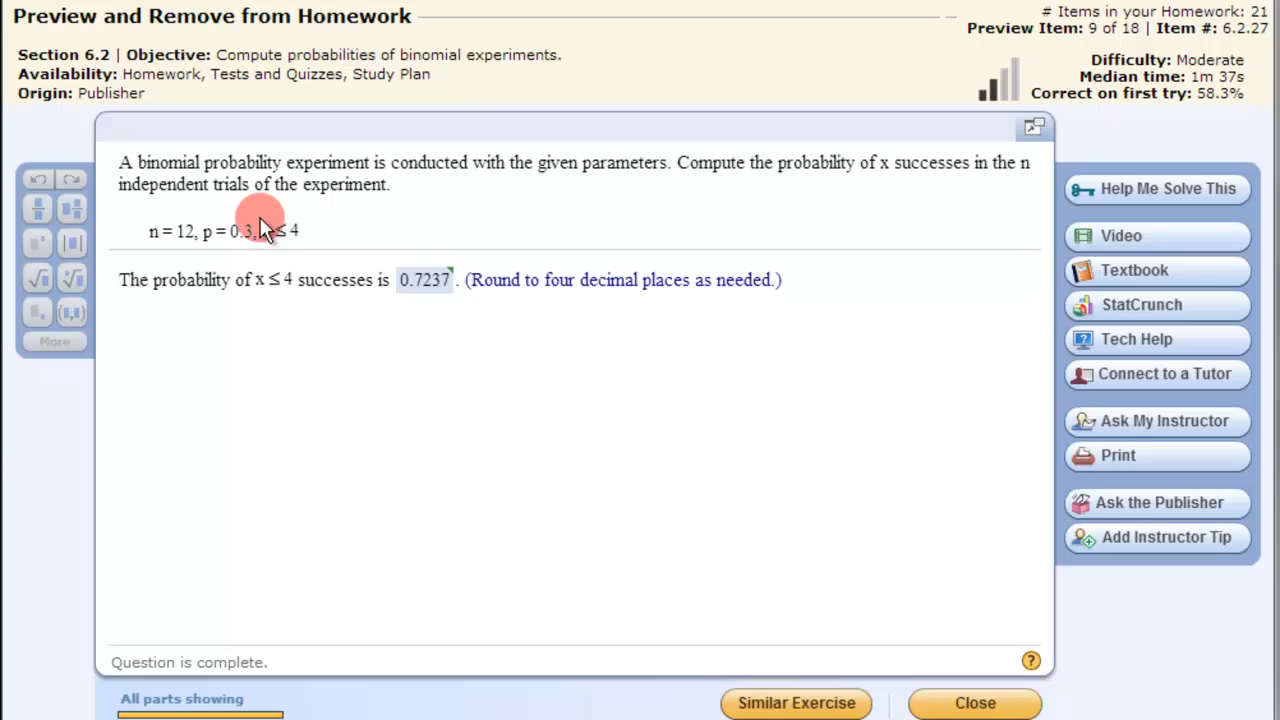 Preview and Remove from Homework
# Items in your Homework: 21
Preview Item: 9 of 18 | Item #: 6.2.27
Section 6.2 | Objective: Compute probabilities of binomial experiments.
Availability: Homework, Tests and Quizzes, Study Plan
Origin: Publisher
Difficulty: Moderate
Median time: 1m 37s
Correct on first try: 58.3%
A binomial probability experiment is conducted with the given parameters. Compute the probability of x successes in the n
independent trials of the experiment.
n = 12, p = 0.3, ≤ 4
The probability of x ≤ 4 successes is 0.7237. (Round to four decimal places as needed.)
More
Help Me Solve This
Video
Textbook
StatCrunch
Tech Help
Connect to a Tutor
Ask My Instructor
Print
Ask the Publisher
Add Instructor Tip
Question is complete.
?
All parts showing
Similar Exercise
Close